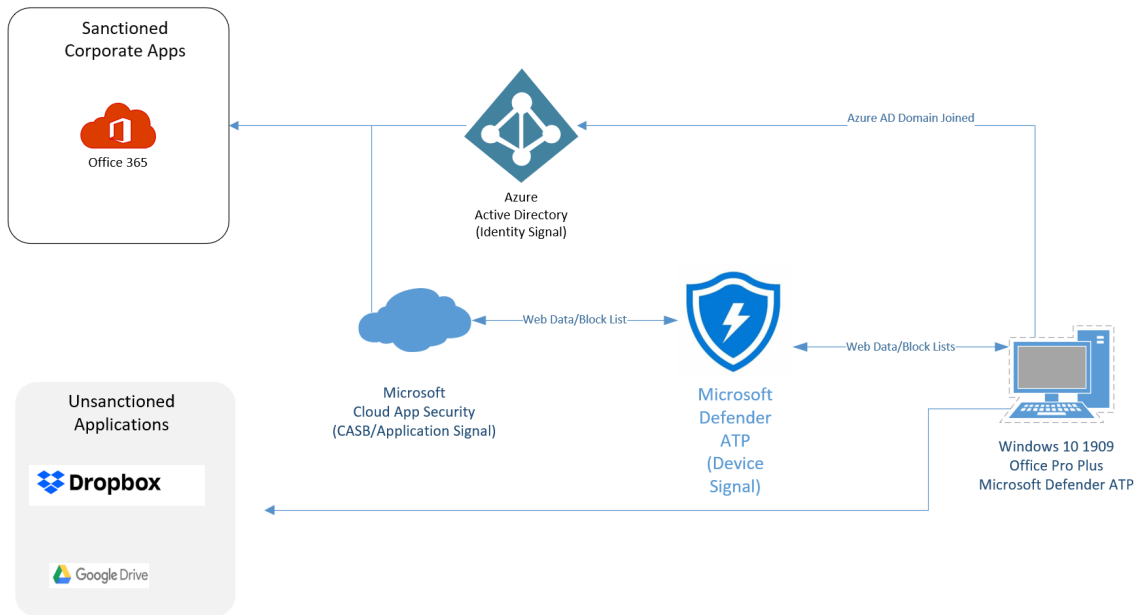 Sanctioned
Corporate Apps
Office 365
Azure AD Domain Joined
Azure
Active Directory
(Identity Signal)
Web Data/Block List
Web Data/Block Lists
Microsoft
Cloud App Security
(CASB/Application Signal)
Microsoft
Defender
ATP
(Device
Signal)
Windows 10 1909
Office Pro Plus
Microsoft Defender ATP
Unsanctioned
Applications
Dropbox
Google Drive